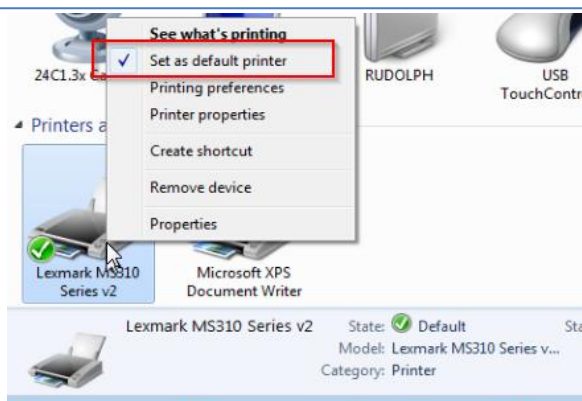 See what's printing
Set as default printer
24C1.3x
RUDOLPH
USB
Printing preferences
TouchContr
Printer properties
Printers a
Create shortcut
Remove device
Properties
Lexmark MS310
Series v2
Microsoft XPS
Document Writer
Lexmark MS310 Series v2
State: Default
Sta
Model: Lexmark MS310 Series v...
Category: Printer